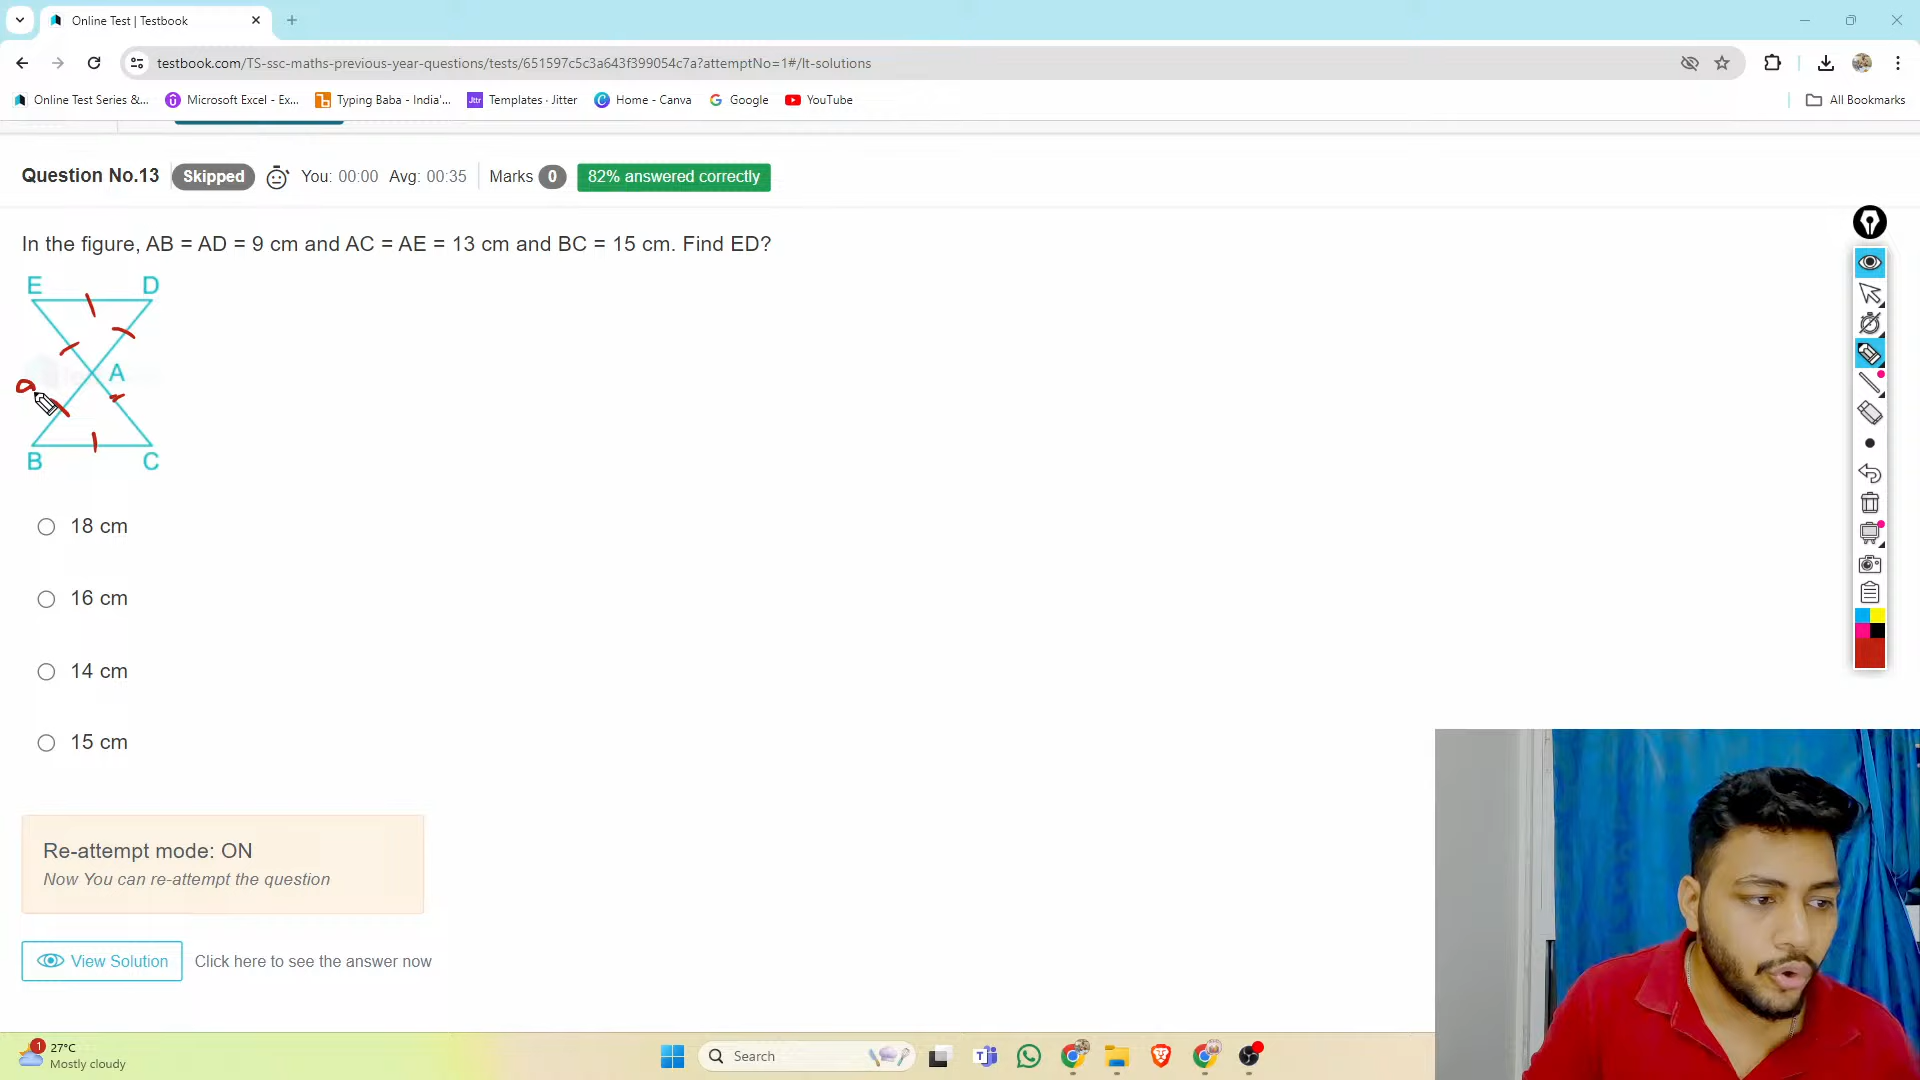 Online Test | Testbook
testbook.com/TS-ssc-maths-previous-year-questions/tests/651597c5c3a643f399054c7a?attemptNo=1#/lt-solutions
Online Test Series &... Microsoft Excel - Ex... Typing Baba - India'... Jttr Templates · Jitter Home - Canva Google YouTube All Bookmarks
Question No.13 Skipped You: 00:00 Avg: 00:35 Marks 0 82% answered correctly
In the figure, AB = AD = 9 cm and AC = AE = 13 cm and BC = 15 cm. Find ED?
E D
A
B C
18 cm
16 cm
14 cm
15 cm
Re-attempt mode: ON
Now You can re-attempt the question
View Solution Click here to see the answer now
1 27°C
Mostly cloudy
Search